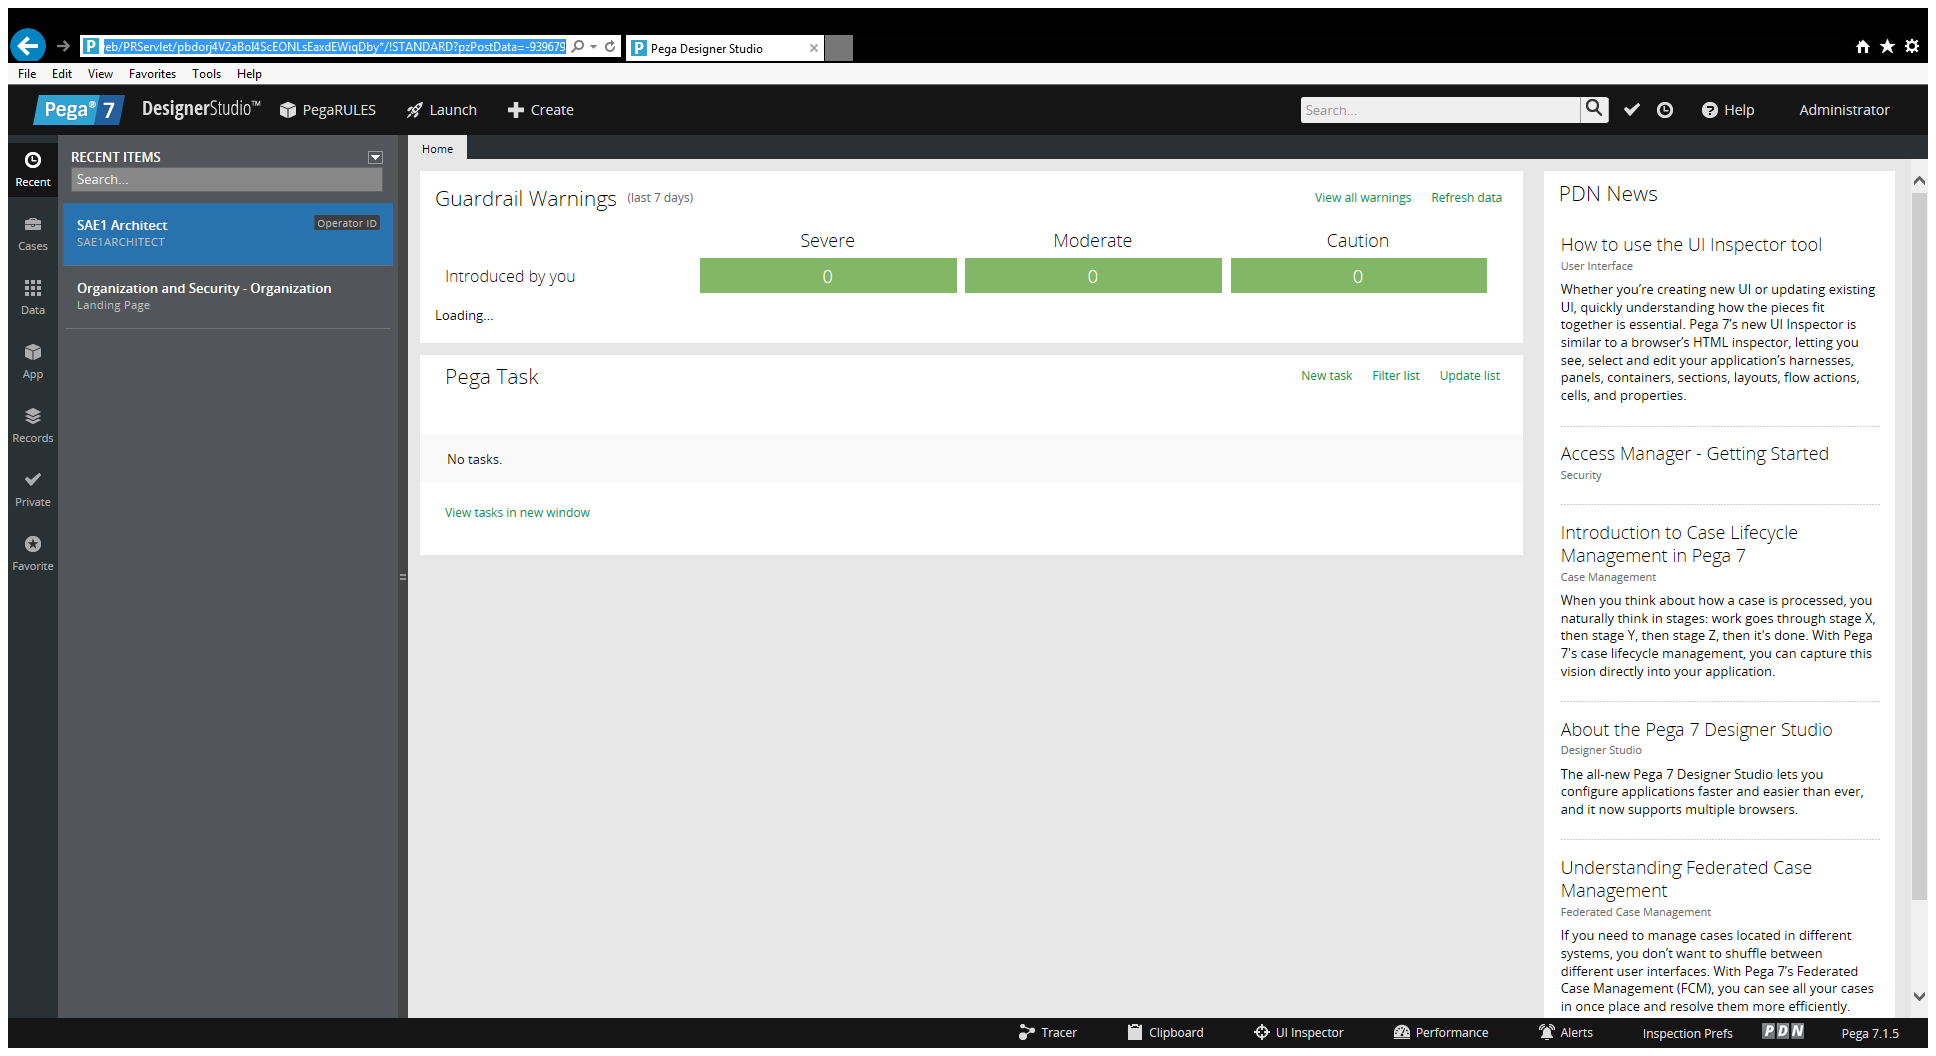 /eb/PRServlet/pbdorj4V2aBoI4ScEONLsEaxdEWiqDby*/!STANDARD?pzPostData=-939679
Pega Designer Studio
File Edit View Favorites Tools Help
Pega® 7 DesignerStudio™ PegaRULES Launch Create
Search... Help Administrator
Recent
Cases
Data
App
Records
Private
Favorite
RECENT ITEMS
Search...
SAE1 Architect Operator ID
SAE1ARCHITECT
Organization and Security - Organization
Landing Page
Home
Guardrail Warnings (last 7 days) View all warnings Refresh data
Severe Moderate Caution
Introduced by you 0 0 0
Loading...
Pega Task New task Filter list Update list
No tasks.
View tasks in new window
PDN News
How to use the UI Inspector tool
User Interface
Whether you’re creating new UI or updating existing
UI, quickly understanding how the pieces fit
together is essential. Pega 7’s new UI Inspector is
similar to a browser’s HTML inspector, letting you
see, select and edit your application’s harnesses,
panels, containers, sections, layouts, flow actions,
cells, and properties.
Access Manager - Getting Started
Security
Introduction to Case Lifecycle
Management in Pega 7
Case Management
When you think about how a case is processed, you
naturally think in stages: work goes through stage X,
then stage Y, then stage Z, then it's done. With Pega
7's case lifecycle management, you can capture this
vision directly into your application.
About the Pega 7 Designer Studio
Designer Studio
The all-new Pega 7 Designer Studio lets you
configure applications faster and easier than ever,
and it now supports multiple browsers.
Understanding Federated Case
Management
Federated Case Management
If you need to manage cases located in different
systems, you don’t want to shuffle between
different user interfaces. With Pega 7’s Federated
Case Management (FCM), you can see all your cases
in once place and resolve them more efficiently.
Tracer Clipboard UI Inspector Performance Alerts Inspection Prefs PDN Pega 7.1.5